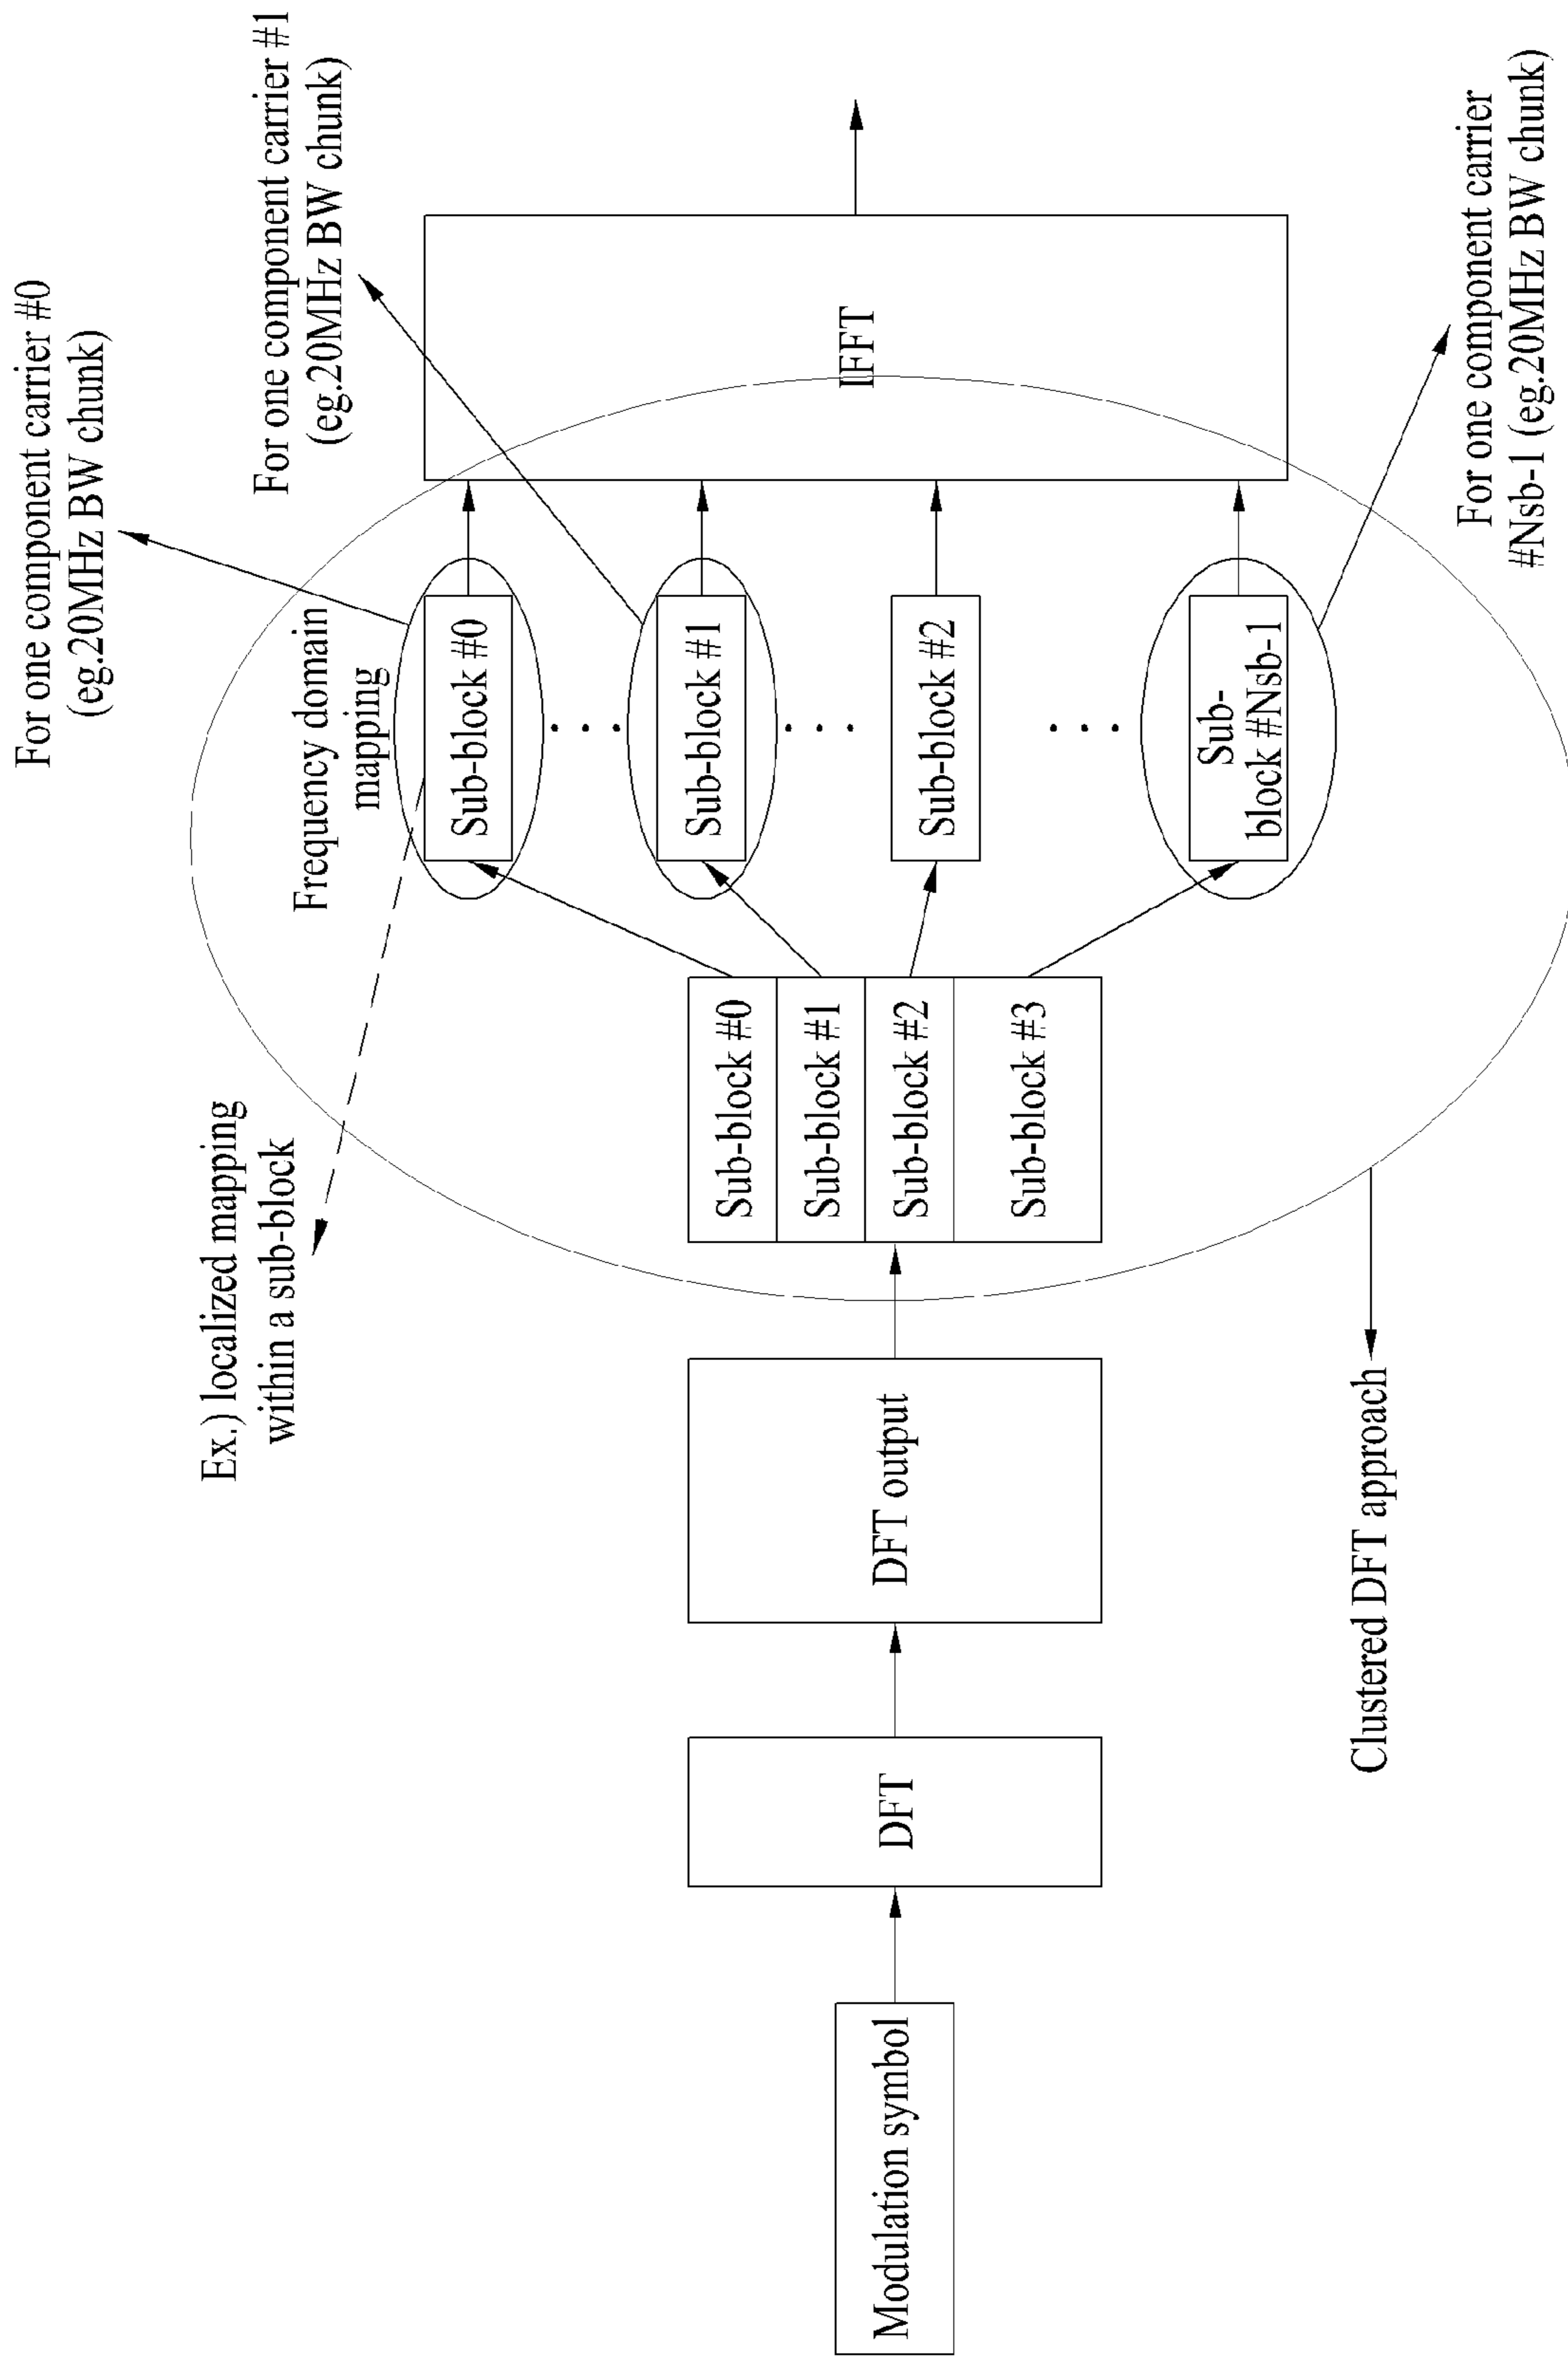 For one component carrier #0
(eg.20MHz BW chunk)
For one component carrier #1
(eg.20MHz BW chunk)
Ex.) localized mapping
within a sub-block
Frequency domain
mapping
Modulation symbol
DFT
DFT output
Sub-block #0
Sub-block #1
Sub-block #2
Sub-block #3
Sub-block #0
Sub-block #1
Sub-block #2
Sub-
block #Nsb-1
IFFT
Clustered DFT approach
For one component carrier
#Nsb-1 (eg.20MHz BW chunk)